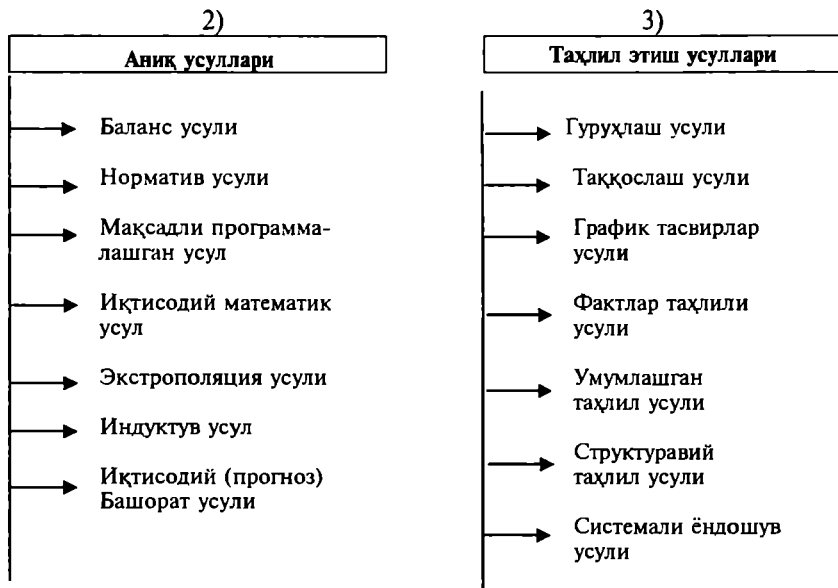 2)
Аниқ усуллари
Баланс усули
Норматив усули
Мақсадли программа-
лашган усул
Иқтисодий математик
усул
Экстрополяция усули
Индуктув усул
Иқтисодий (прогноз)
Башорат усули
3)
Таҳлил этиш усуллари
Гуруҳлаш усули
Таққослаш усули
График тасвирлар
усули
Фактлар таҳлили
усули
Умумлашган
таҳлил усули
Структуравий
таҳлил усули
Системали ёндошув
усули